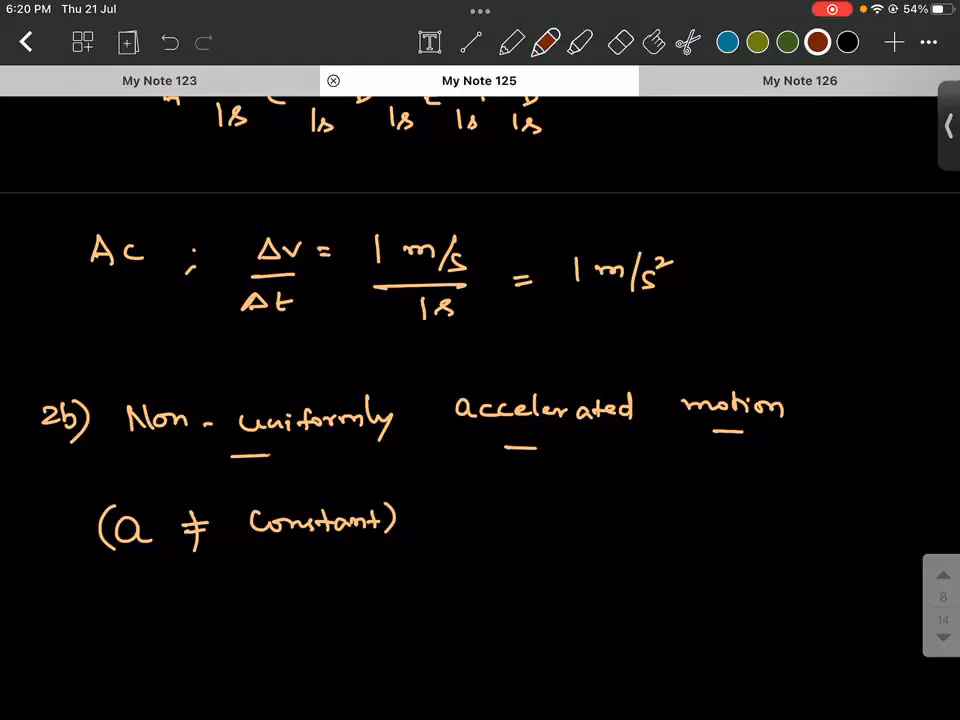 6:20 PM Thu 21 Jul 54%
My Note 123 My Note 125 My Note 126
1s 1s 1s 1s 1s
AC ; Δv/Δt = 1 m/s / 1s = 1 m/s²
2b) Non-uniformly accelerated motion
(a ≠ constant)
8
14